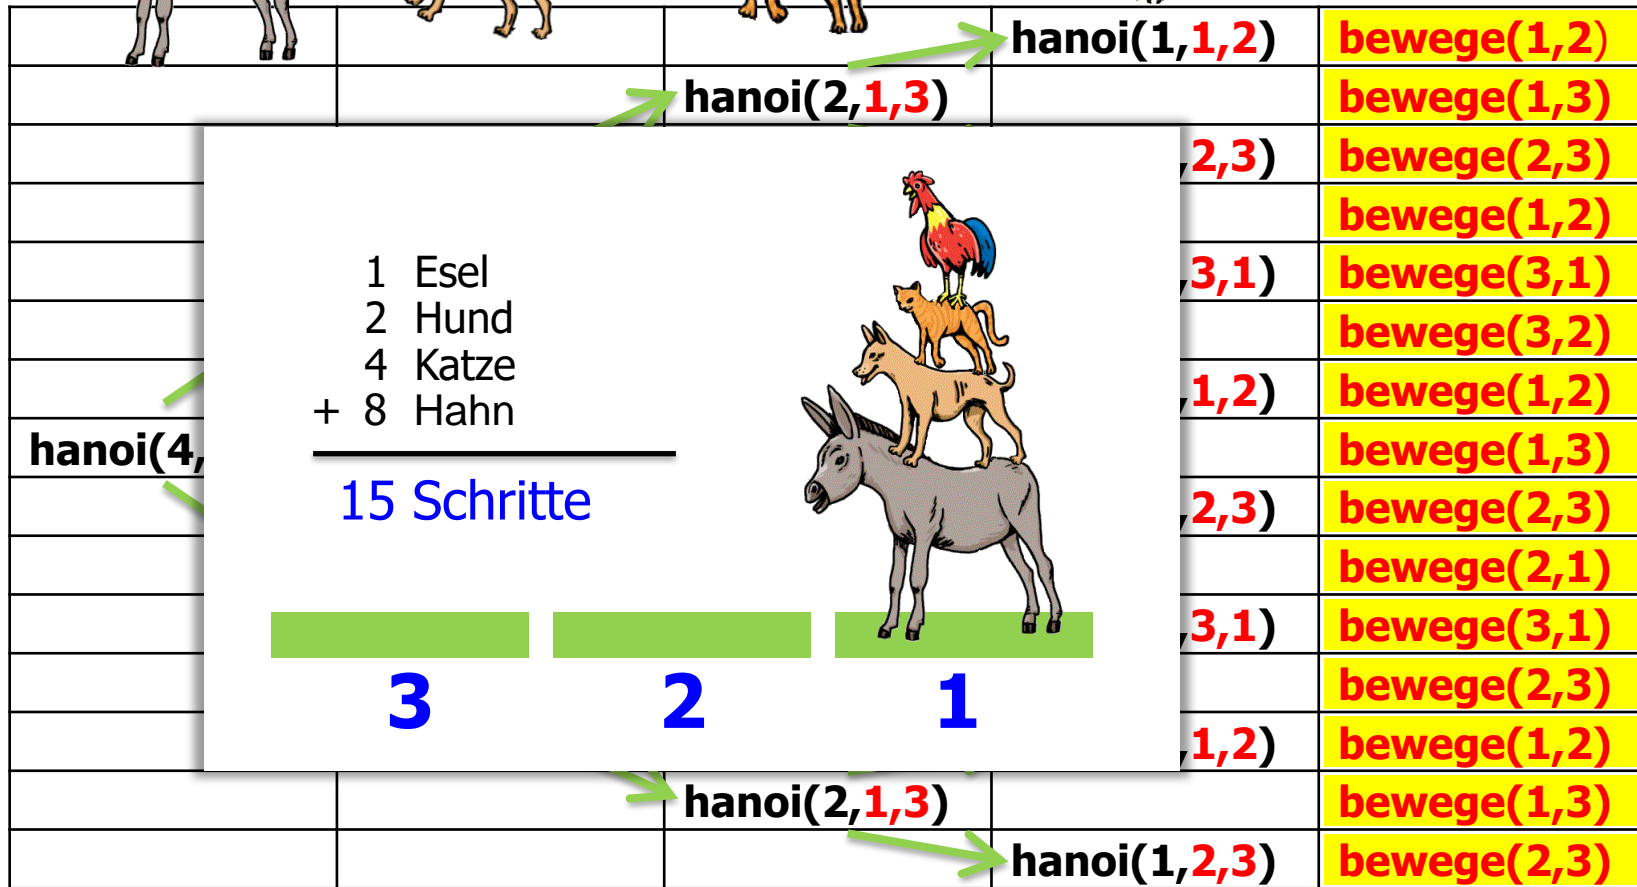 hanoi(1,1,2) bewege(1,2)
hanoi(2,1,3) bewege(1,3)
,2,3) bewege(2,3)
bewege(1,2)
,3,1) bewege(3,1)
bewege(3,2)
,1,2) bewege(1,2)
hanoi(4, bewege(1,3)
,2,3) bewege(2,3)
bewege(2,1)
,3,1) bewege(3,1)
bewege(2,3)
,1,2) bewege(1,2)
hanoi(2,1,3) bewege(1,3)
hanoi(1,2,3) bewege(2,3)
1 Esel
2 Hund
4 Katze
+ 8 Hahn
15 Schritte
3 2 1